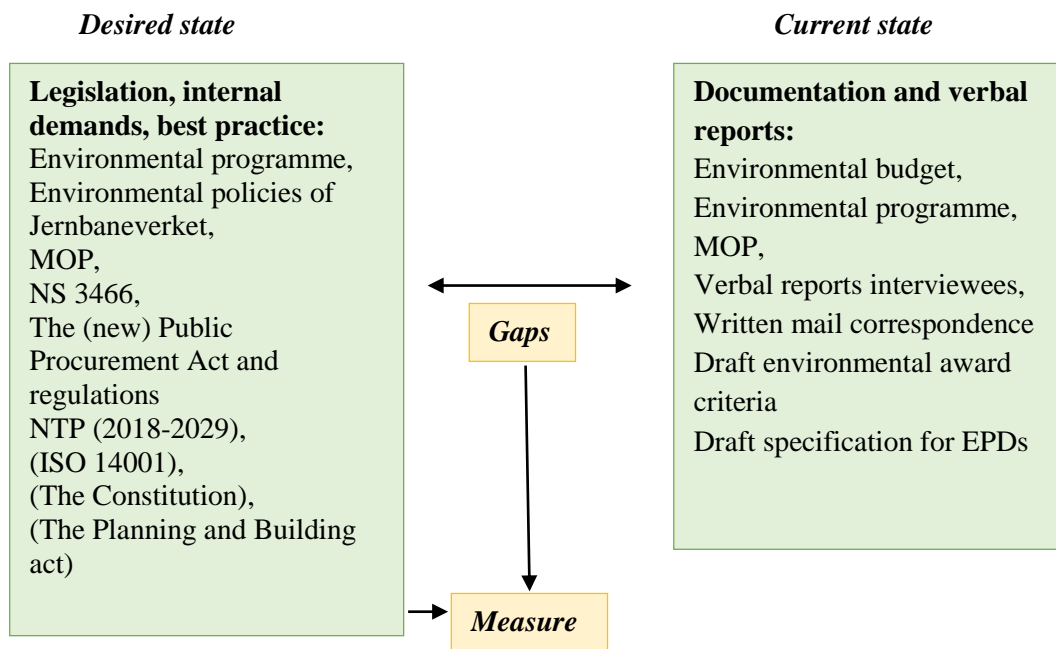 Desired state
Current state
Legislation, internal
demands, best practice:
Environmental programme,
Environmental policies of
Jernbaneverket,
MOP,
NS 3466,
The (new) Public
Procurement Act and
regulations
NTP (2018-2029),
(ISO 14001),
(The Constitution),
(The Planning and Building
act)
Gaps
Measure
Documentation and verbal
reports:
Environmental budget,
Environmental programme,
MOP,
Verbal reports interviewees,
Written mail correspondence
Draft environmental award
criteria
Draft specification for EPDs